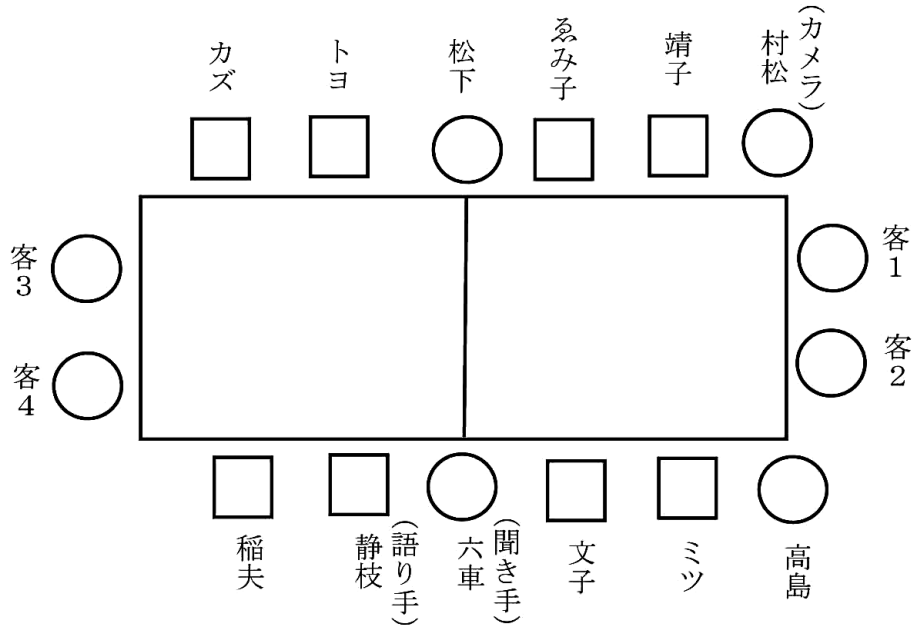 カズ
トヨ
松下
ゑみ子
靖子
村松
(カメラ)
客3
客4
客1
客2
稲夫
静枝
(語り手)
六車
(聞き手)
文子
ミツ
高島